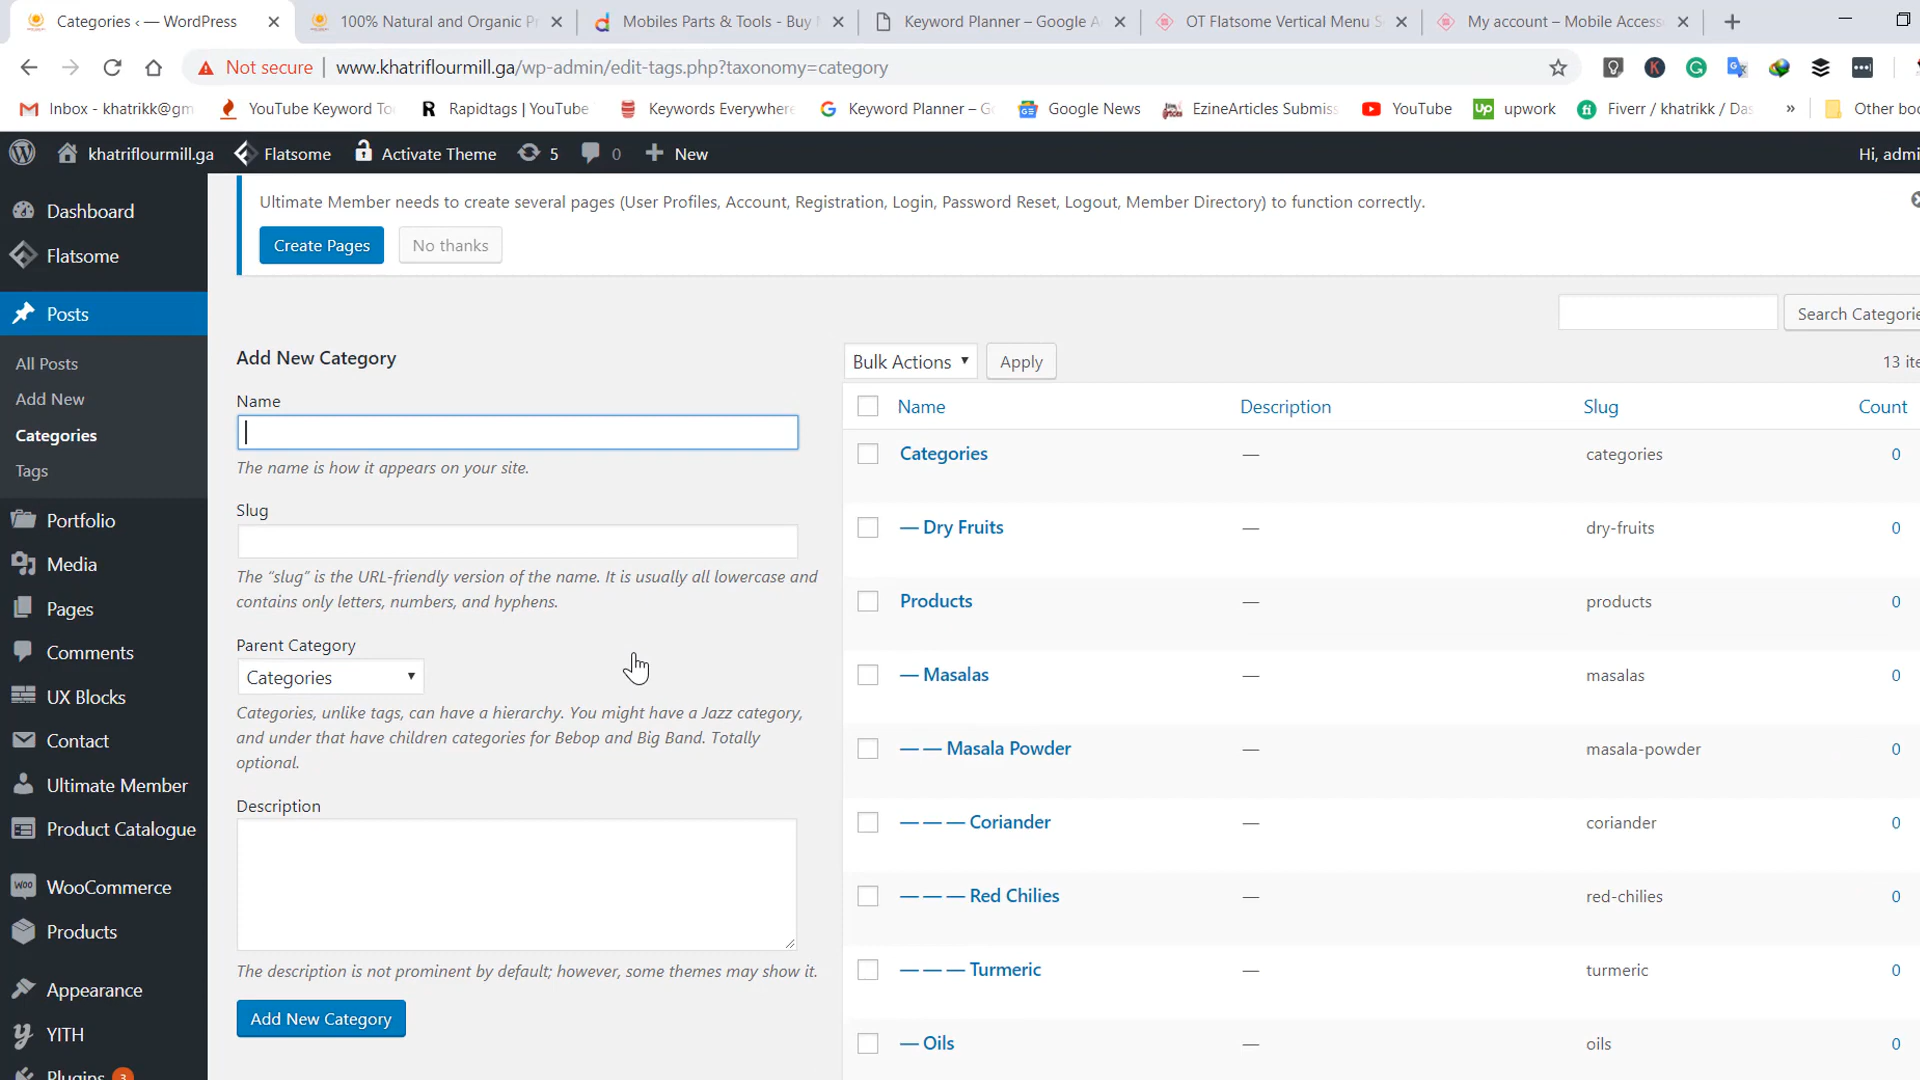 Categories ‹ — WordPress
100% Natural and Organic Pr
Mobiles Parts & Tools - Buy
Keyword Planner – Google A
OT Flatsome Vertical Menu S
My account – Mobile Access
Not secure | www.khatriflourmill.ga/wp-admin/edit-tags.php?taxonomy=category
Inbox - khatrikk@gm
YouTube Keyword To
Rapidtags | YouTube
Keywords Everywhere
Keyword Planner – G
Google News
EzineArticles Submiss
YouTube
upwork
Fiverr / khatrikk / Das
»
Other boo
khatriflourmill.ga
Flatsome
Activate Theme
5
0
New
Hi, admi
Dashboard
Flatsome
Posts
All Posts
Add New
Categories
Tags
Portfolio
Media
Pages
Comments
UX Blocks
Contact
Ultimate Member
Product Catalogue
WooCommerce
Products
Appearance
YITH
Plugins 3
Ultimate Member needs to create several pages (User Profiles, Account, Registration, Login, Password Reset, Logout, Member Directory) to function correctly.
Create Pages
No thanks
Search Categorie
Add New Category
Name
The name is how it appears on your site.
Slug
The “slug” is the URL-friendly version of the name. It is usually all lowercase and
contains only letters, numbers, and hyphens.
Parent Category
Categories
Categories, unlike tags, can have a hierarchy. You might have a Jazz category,
and under that have children categories for Bebop and Big Band. Totally
optional.
Description
The description is not prominent by default; however, some themes may show it.
Add New Category
Bulk Actions
Apply
13 ite
Name Description Slug Count
Categories — categories 0
— Dry Fruits — dry-fruits 0
Products — products 0
— Masalas — masalas 0
— — Masala Powder — masala-powder 0
— — — Coriander — coriander 0
— — — Red Chilies — red-chilies 0
— — — Turmeric — turmeric 0
— Oils — oils 0